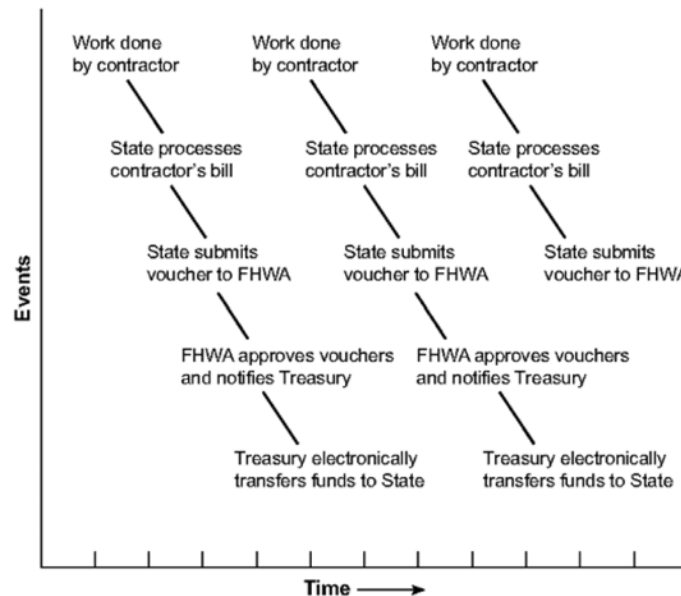 Work done
by contractor
Work done
by contractor
Work done
by contractor
State processes
contractor's bill
State processes
contractor's bill
State processes
contractor's bill
State submits
voucher to FHWA
State submits
voucher to FHWA
State submits
voucher to FHWA
FHWA approves vouchers
and notifies Treasury
FHWA approves vouchers
and notifies Treasury
Treasury electronically
transfers funds to State
Treasury electronically
transfers funds to State
Events
Time